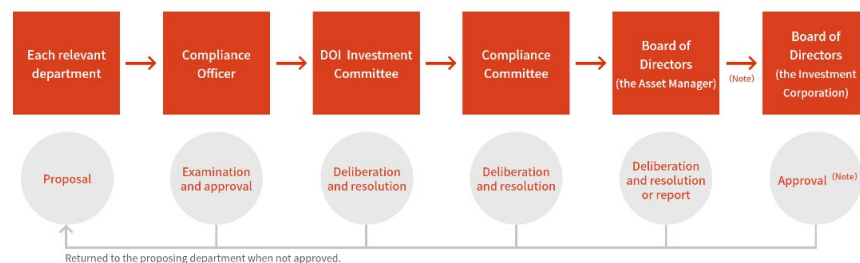 Each relevant
department
Compliance
Officer
DOI Investment
Committee
Compliance
Committee
Board of
Directors
(the Asset Manager)
(Note)
Board of
Directors
(the Investment
Corporation)
Proposal
Examination
and approval
Deliberation
and resolution
Deliberation
and resolution
Deliberation
and resolution
or report
Approval (Note)
Returned to the proposing department when not approved.